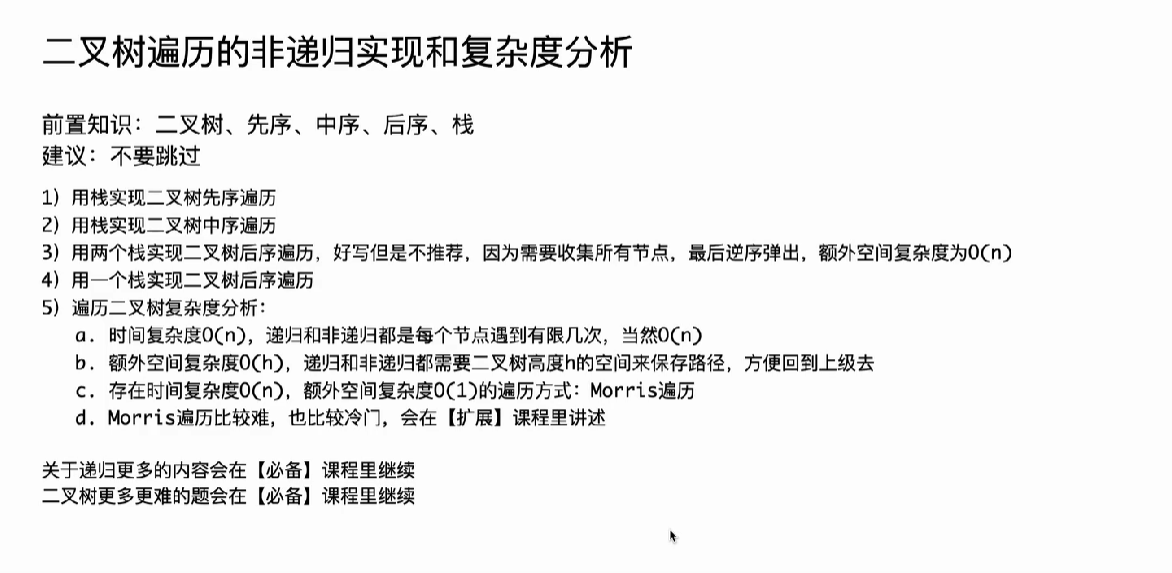 二叉树遍历的非递归实现和复杂度分析
前置知识：二叉树、先序、中序、后序、栈
建议：不要跳过
1) 用栈实现二叉树先序遍历
2) 用栈实现二叉树中序遍历
3) 用两个栈实现二叉树后序遍历，好写但是不推荐，因为需要收集所有节点，最后逆序弹出，额外空间复杂度为O(n)
4) 用一个栈实现二叉树后序遍历
5) 遍历二叉树复杂度分析：
a. 时间复杂度O(n)，递归和非递归都是每个节点遇到有限几次，当然O(n)
b. 额外空间复杂度O(h)，递归和非递归都需要二叉树高度h的空间来保存路径，方便回到上级去
c. 存在时间复杂度O(n)，额外空间复杂度O(1)的遍历方式：Morris遍历
d. Morris遍历比较难，也比较冷门，会在【扩展】课程里讲述
关于递归更多的内容会在【必备】课程里继续
二叉树更多更难的题会在【必备】课程里继续